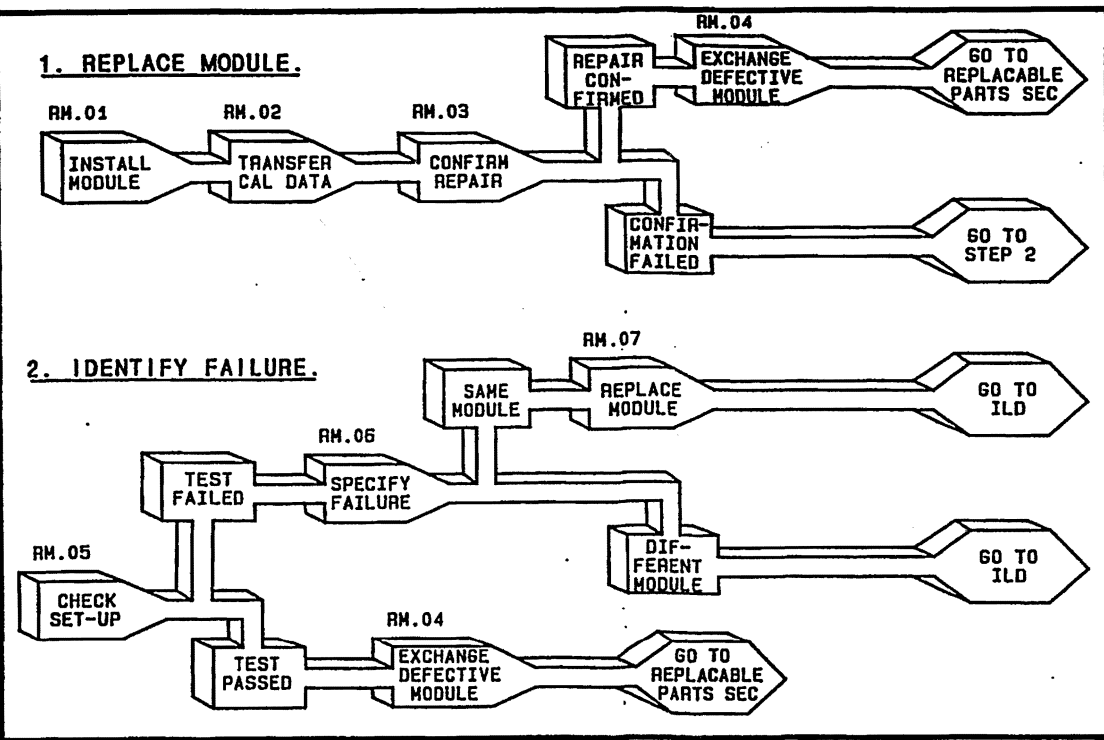 1. REPLACE MODULE.
RM.01
INSTALL
MODULE
RM.02
TRANSFER
CAL DATA
RM.03
CONFIRM
REPAIR
REPAIR
CON-
FIRMED
RM.04
EXCHANGE
DEFECTIVE
MODULE
GO TO
REPLACABLE
PARTS SEC
CONFIR-
MATION
FAILED
GO TO
STEP 2
2. IDENTIFY FAILURE.
RM.05
CHECK
SET-UP
TEST
FAILED
RM.06
SPECIFY
FAILURE
SAME
MODULE
RM.07
REPLACE
MODULE
GO TO
ILD
DIF-
FERENT
MODULE
GO TO
ILD
TEST
PASSED
RM.04
EXCHANGE
DEFECTIVE
MODULE
GO TO
REPLACABLE
PARTS SEC